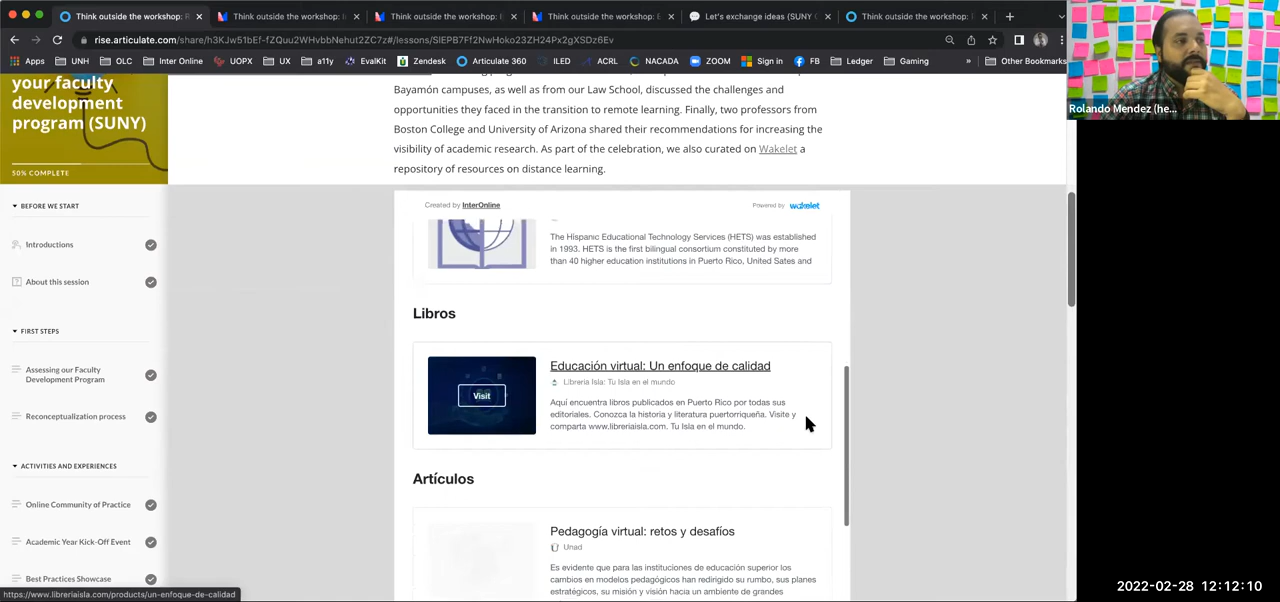 Think outside the workshop: R
Think outside the workshop: I
Think outside the workshop: 
Think outside the workshop: E
Let's exchange ideas (SUNY C
Think outside the workshop: F
rise.articulate.com/share/h3KJw51bEf-fZQuu2WHvbbNehut2ZC7z#/lessons/SlEPB7Ff2NwHoko23ZH24Px2gXSDz6Ev
Apps UNH OLC Inter Online UOPX UX a11y EvalKit Zendesk Articulate 360 ILED ACRL NACADA ZOOM Sign in FB Ledger Gaming » Other Bookmarks
Rolando Mendez (he...
your faculty
development
program (SUNY)
50% COMPLETE
BEFORE WE START
Introductions
About this session
FIRST STEPS
Assessing our Faculty
Development Program
Reconceptualization process
ACTIVITIES AND EXPERIENCES
Online Community of Practice
Academic Year Kick-Off Event
Best Practices Showcase
Bayamón campuses, as well as from our Law School, discussed the challenges and
opportunities they faced in the transition to remote learning. Finally, two professors from
Boston College and University of Arizona shared their recommendations for increasing the
visibility of academic research. As part of the celebration, we also curated on Wakelet a
repository of resources on distance learning.
Created by InterOnline
Powered by wakelet
The Hispanic Educational Technology Services (HETS) was established
in 1993. HETS is the first bilingual consortium constituted by more
than 40 higher education institutions in Puerto Rico, United Sates and
Libros
Visit
Educación virtual: Un enfoque de calidad
Librería Isla: Tu Isla en el mundo
Aquí encuentra libros publicados en Puerto Rico por todas sus
editoriales. Conozca la historia y literatura puertorriqueña. Visite y
comparta www.libreriaisla.com. Tu Isla en el mundo.
Artículos
Pedagogía virtual: retos y desafíos
Unad
Es evidente que para las instituciones de educación superior los
cambios en modelos pedagógicos han redirigido su rumbo, sus planes
estratégicos, su misión y visión hacia un ambiente de grandes
https://www.libreriaisla.com/products/un-enfoque-de-calidad
2022-02-28 12:12:10